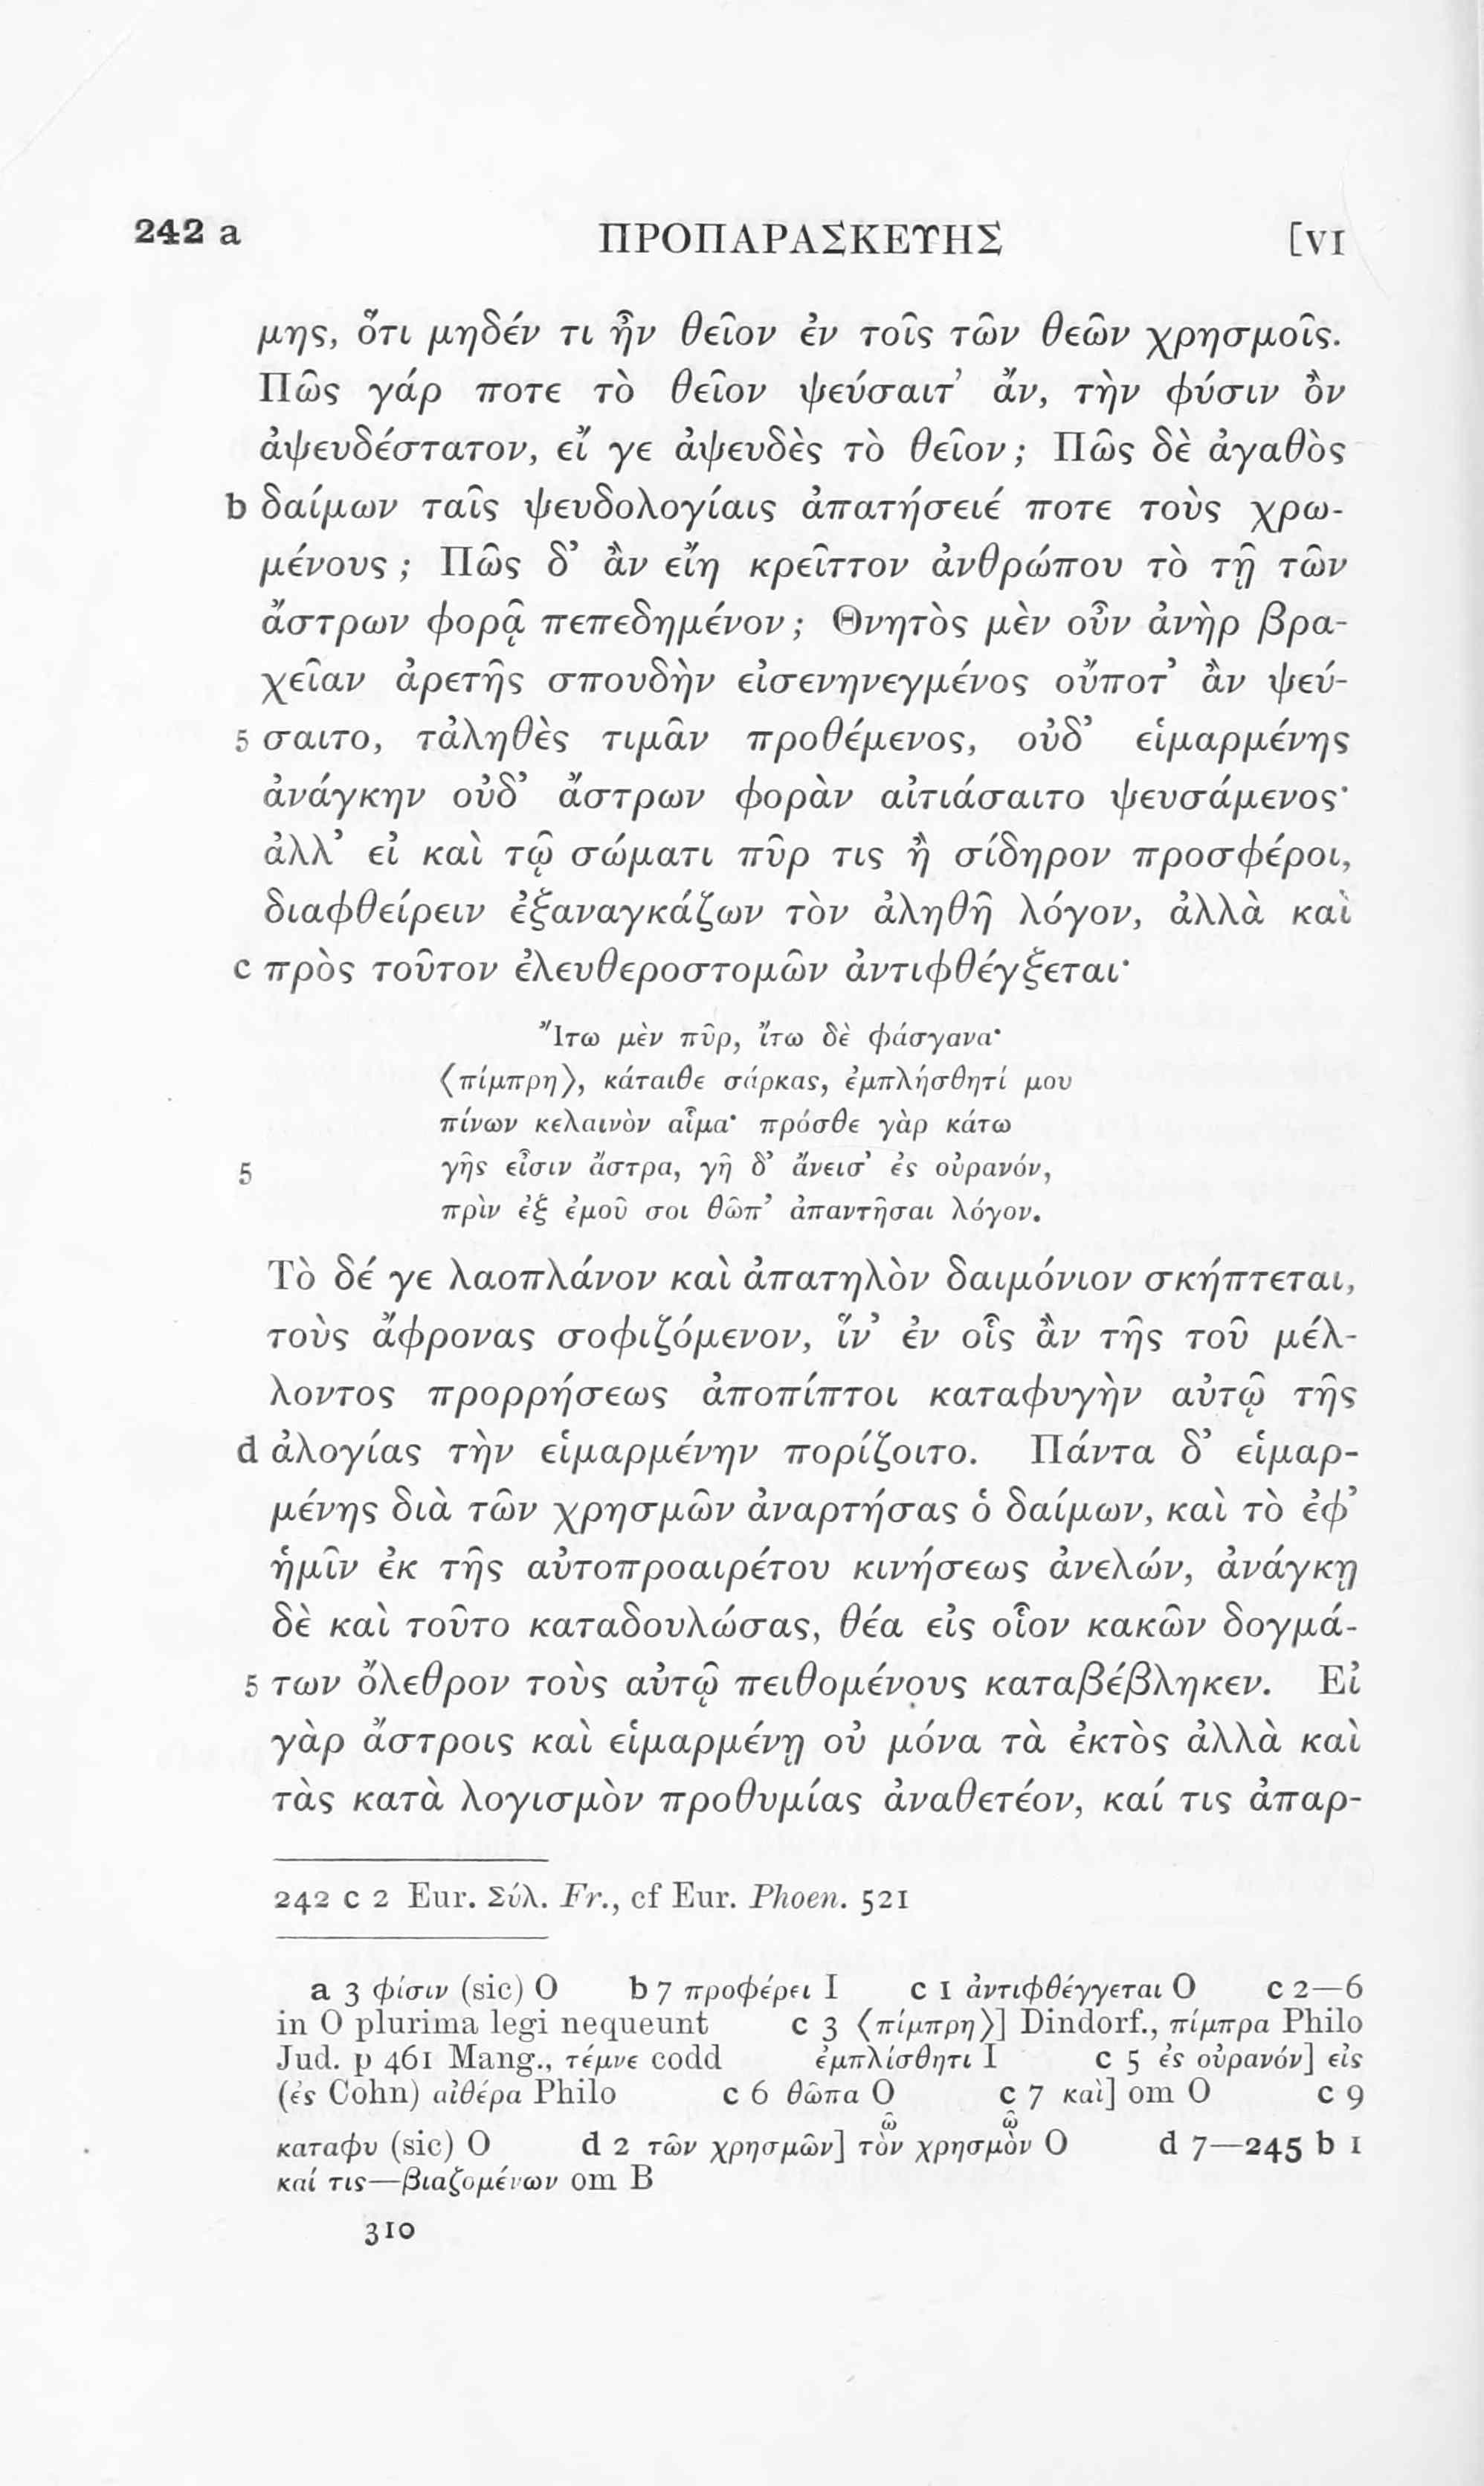 242 a ΠΡΟΠΑΡΑΣΚΕΥΗΣ [VI
μης, ὅτι μηδέν τι ἦν θεῖον ἐν τοῖς τῶν θεῶν χρησμοῖς.
Πῶς γάρ ποτε τὸ θεῖον ψεύσαιτ’ ἄν, τὴν φύσιν ὂν
ἀψευδέστατον, εἴ γε ἀψευδὲς τὸ θεῖον; Πῶς δὲ ἀγαθὸς
b δαίμων ταῖς ψευδολογίαις ἀπατήσειέ ποτε τοὺς χρω-
μένους; Πῶς δ’ ἂν εἴη κρεῖττον ἀνθρώπου τὸ τῇ τῶν
ἄστρων φορᾷ πεπεδημένον; Θνητὸς μὲν οὖν ἀνὴρ βρα-
χεῖαν ἀρετῆς σπουδὴν εἰσενηνεγμένος οὔποτ’ ἂν ψεύ-
5 σαιτο, τἀληθὲς τιμᾶν προθέμενος, οὐδ’ εἱμαρμένης
ἀνάγκην οὐδ’ ἄστρων φορὰν αἰτιάσαιτο ψευσάμενος·
ἀλλ’ εἰ καὶ τῷ σώματι πῦρ τις ἢ σίδηρον προσφέροι,
διαφθείρειν ἐξαναγκάζων τὸν ἀληθῆ λόγον, ἀλλὰ καὶ
c πρὸς τοῦτον ἐλευθεροστομῶν ἀντιφθέγξεται·
Ἴτω μὲν πῦρ, ἴτω δὲ φάσγανα·
⟨πίμπρη⟩, κάταιθε σάρκας, ἐμπλήσθητί μου
πίνων κελαινὸν αἷμα· πρόσθε γὰρ κάτω
5 γῆς εἶσιν ἄστρα, γῆ δ’ ἄνεισ’ ἐς οὐρανόν,
πρὶν ἐξ ἐμοῦ σοι θῶπ’ ἀπαντῆσαι λόγον.
Τὸ δέ γε λαοπλάνον καὶ ἀπατηλὸν δαιμόνιον σκήπτεται,
τοὺς ἄφρονας σοφιζόμενον, ἵν’ ἐν οἷς ἂν τῆς τοῦ μέλ-
λοντος προρρήσεως ἀποπίπτοι καταφυγὴν αὐτῷ τῆς
d ἀλογίας τὴν εἱμαρμένην πορίζοιτο. Πάντα δ’ εἱμαρ-
μένης διὰ τῶν χρησμῶν ἀναρτήσας ὁ δαίμων, καὶ τὸ ἐφ’
ἡμῖν ἐκ τῆς αὐτοπροαιρέτου κινήσεως ἀνελών, ἀνάγκῃ
δὲ καὶ τοῦτο καταδουλώσας, θέα εἰς οἷον κακῶν δογμά-
5 των ὄλεθρον τοὺς αὐτῷ πειθομένους καταβέβληκεν. Εἰ
γὰρ ἄστροις καὶ εἱμαρμένῃ οὐ μόνα τὰ ἐκτὸς ἀλλὰ καὶ
τὰς κατὰ λογισμὸν προθυμίας ἀναθετέον, καί τις ἀπαρ-
242 c 2 Eur. Σύλ. Fr., cf Eur. Phoen. 521
a 3 φίσιν (sic) O b 7 προφέρει I c 1 ἀντιφθέγγεται O c 2—6
in O plurima legi nequeunt c 3 ⟨πίμπρη⟩] Dindorf., πίμπρα Philo
Jud. p 461 Mang., τέμνε codd ἐμπλίσθητι I c 5 ἐς οὐρανόν] εἰς
(ἐς Cohn) αἰθέρα Philo c 6 θῶπα O c 7 καὶ] om O c 9
καταφυ (sic) O d 2 τῶν χρησμῶν] τὸν͂ω χρησμὸν͂ω O d 7—245 b 1
καί τις—βιαζομένων om B
310